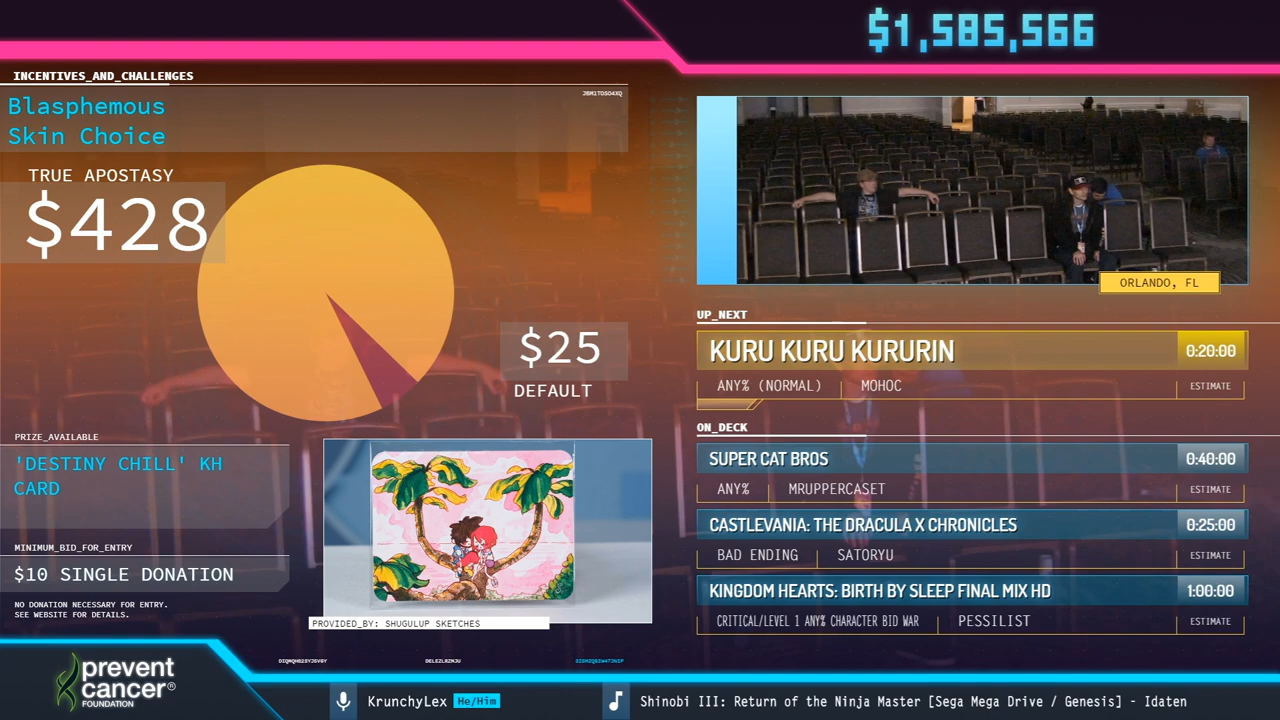 $1,585,566
INCENTIVES_AND_CHALLENGES
Blasphemous
Skin Choice
TRUE APOSTASY
$428
$25
DEFAULT
PRIZE_AVAILABLE
'DESTINY CHILL' KH
CARD
MINIMUM_BID_FOR_ENTRY
$10 SINGLE DONATION
NO DONATION NECESSARY FOR ENTRY.
SEE WEBSITE FOR DETAILS.
PROVIDED_BY: SHUGULUP SKETCHES
ORLANDO, FL
UP_NEXT
KURU KURU KURURIN 0:20:00
ANY% (NORMAL) MOHOC ESTIMATE
ON_DECK
SUPER CAT BROS 0:40:00
ANY% MRUPPERCASET ESTIMATE
CASTLEVANIA: THE DRACULA X CHRONICLES 0:25:00
BAD ENDING SATORYU ESTIMATE
KINGDOM HEARTS: BIRTH BY SLEEP FINAL MIX HD 1:00:00
CRITICAL/LEVEL 1 ANY% CHARACTER BID WAR PESSILIST ESTIMATE
prevent
cancer®
FOUNDATION
KrunchyLex He/Him
Shinobi III: Return of the Ninja Master [Sega Mega Drive / Genesis] - Idaten